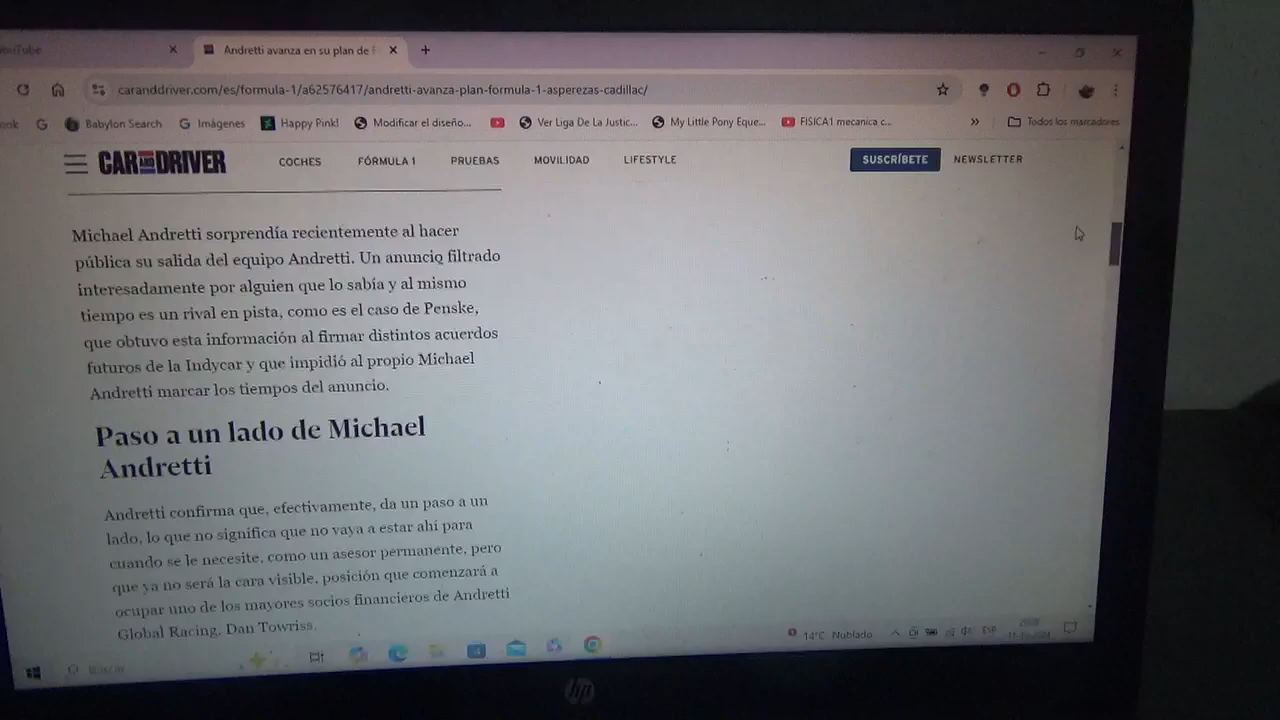 YouTube
Andretti avanza en su plan de F
caranddriver.com/es/formula-1/a62576417/andretti-avanza-plan-formula-1-asperezas-cadillac/
ook
Babylon Search
Imágenes
Happy Pink!
Modificar el diseño...
Ver Liga De La Justic...
My Little Pony Eque...
FISICA1 mecanica c...
»
Todos los marcadores
CAR AND DRIVER
COCHES
FÓRMULA 1
PRUEBAS
MOVILIDAD
LIFESTYLE
SUSCRÍBETE
NEWSLETTER
Michael Andretti sorprendía recientemente al hacer
pública su salida del equipo Andretti. Un anuncio filtrado
interesadamente por alguien que lo sabía y al mismo
tiempo es un rival en pista, como es el caso de Penske,
que obtuvo esta información al firmar distintos acuerdos
futuros de la Indycar y que impidió al propio Michael
Andretti marcar los tiempos del anuncio.
Paso a un lado de Michael
Andretti
Andretti confirma que, efectivamente, da un paso a un
lado, lo que no significa que no vaya a estar ahí para
cuando se le necesite, como un asesor permanente, pero
que ya no será la cara visible, posición que comenzará a
ocupar uno de los mayores socios financieros de Andretti
Global Racing, Dan Towriss.
Buscar
14°C Nublado
ESP
hp